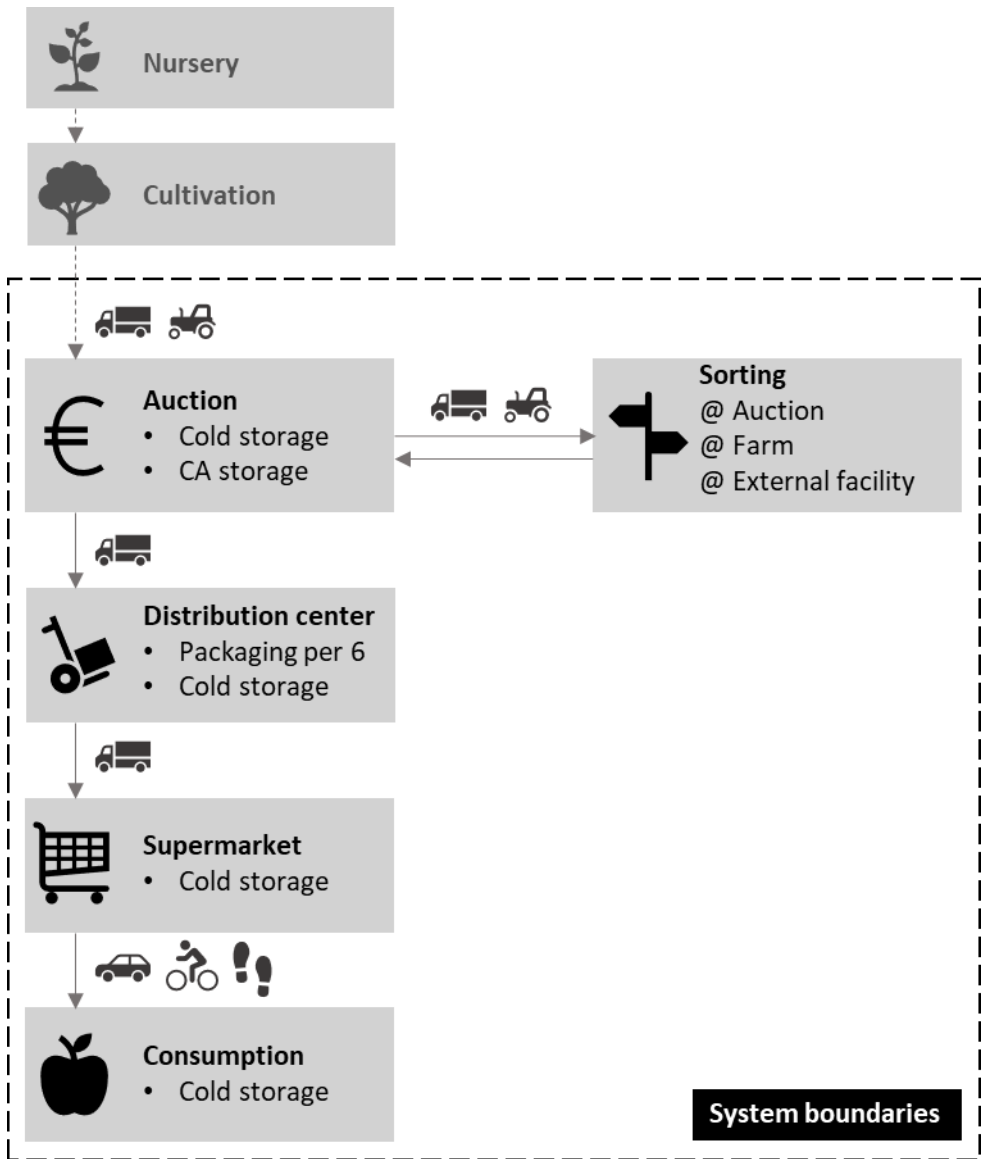 Nursery
Cultivation
Auction
• Cold storage
• CA storage
Sorting
@ Auction
@ Farm
@ External facility
Distribution center
• Packaging per 6
• Cold storage
Supermarket
• Cold storage
Consumption
• Cold storage
System boundaries